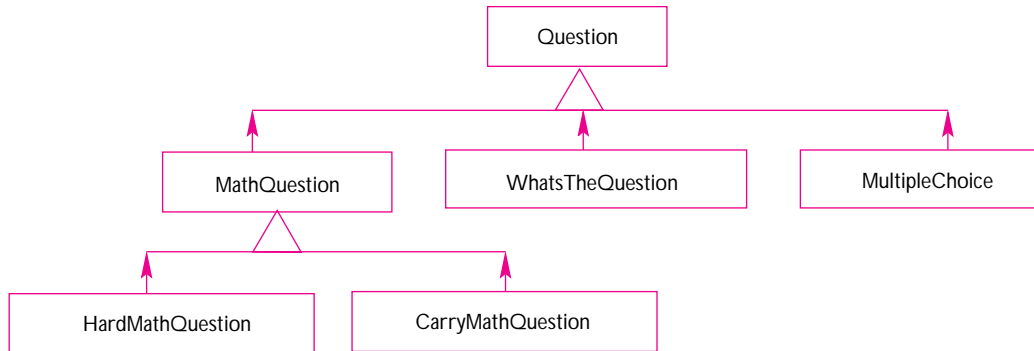 Question
MathQuestion
WhatsTheQuestion
MultipleChoice
HardMathQuestion
CarryMathQuestion